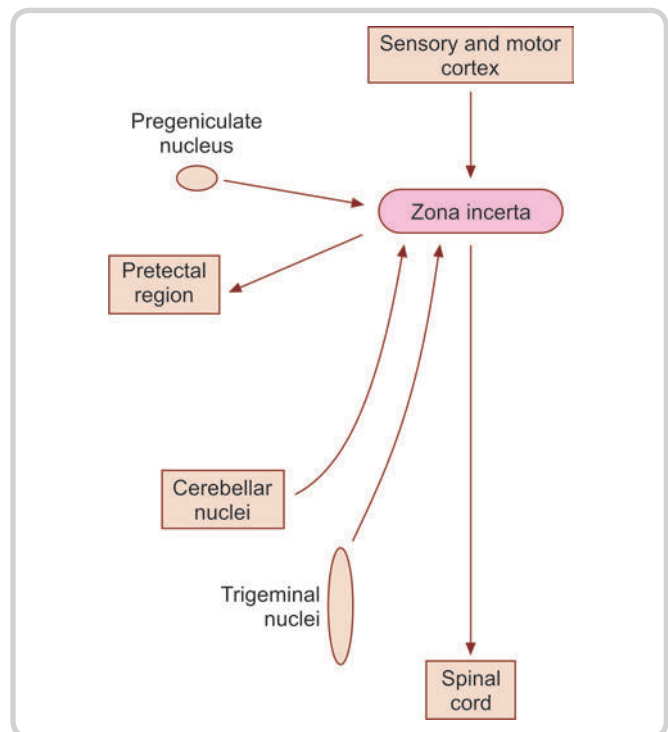 Sensory and motor
cortex
Pregeniculate
nucleus
Zona incerta
Pretectal
region
Cerebellar
nuclei
Trigeminal
nuclei
Spinal
cord